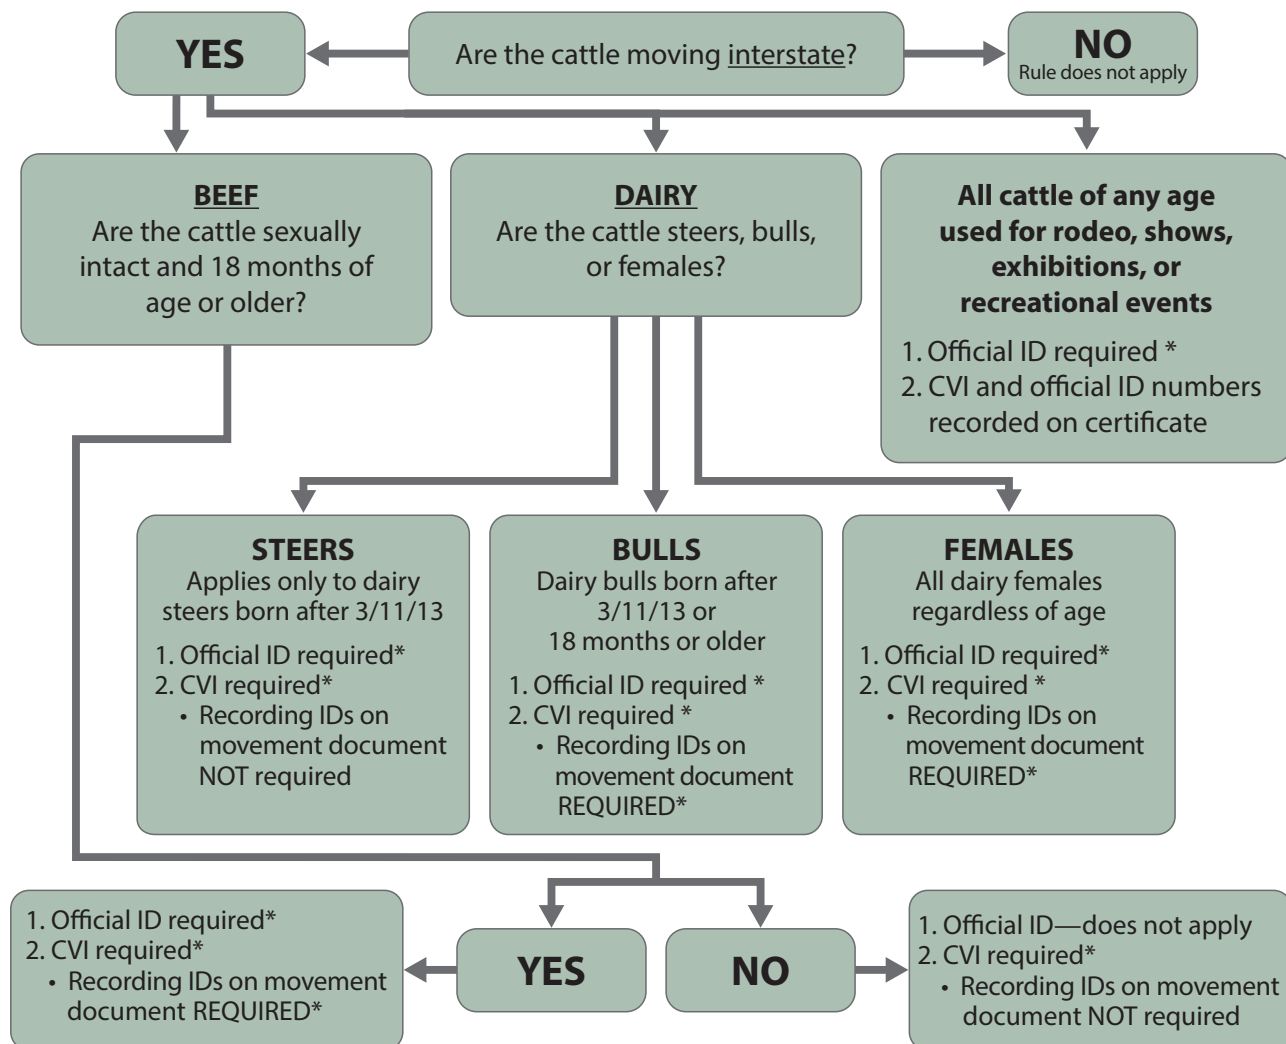 YES
Are the cattle moving interstate?
NO
Rule does not apply
BEEF
Are the cattle sexually
intact and 18 months of
age or older?
DAIRY
Are the cattle steers, bulls,
or females?
All cattle of any age
used for rodeo, shows,
exhibitions, or
recreational events
1. Official ID required *
2. CVI and official ID numbers
recorded on certificate
STEERS
Applies only to dairy
steers born after 3/11/13
1. Official ID required*
2. CVI required*
• Recording IDs on
movement document
NOT required
BULLS
Dairy bulls born after
3/11/13 or
18 months or older
1. Official ID required *
2. CVI required *
• Recording IDs on
movement document
REQUIRED*
FEMALES
All dairy females
regardless of age
1. Official ID required*
2. CVI required *
• Recording IDs on
movement document
REQUIRED*
1. Official ID required*
2. CVI required*
• Recording IDs on movement
document REQUIRED*
YES
NO
1. Official ID—does not apply
2. CVI required*
• Recording IDs on movement
document NOT required